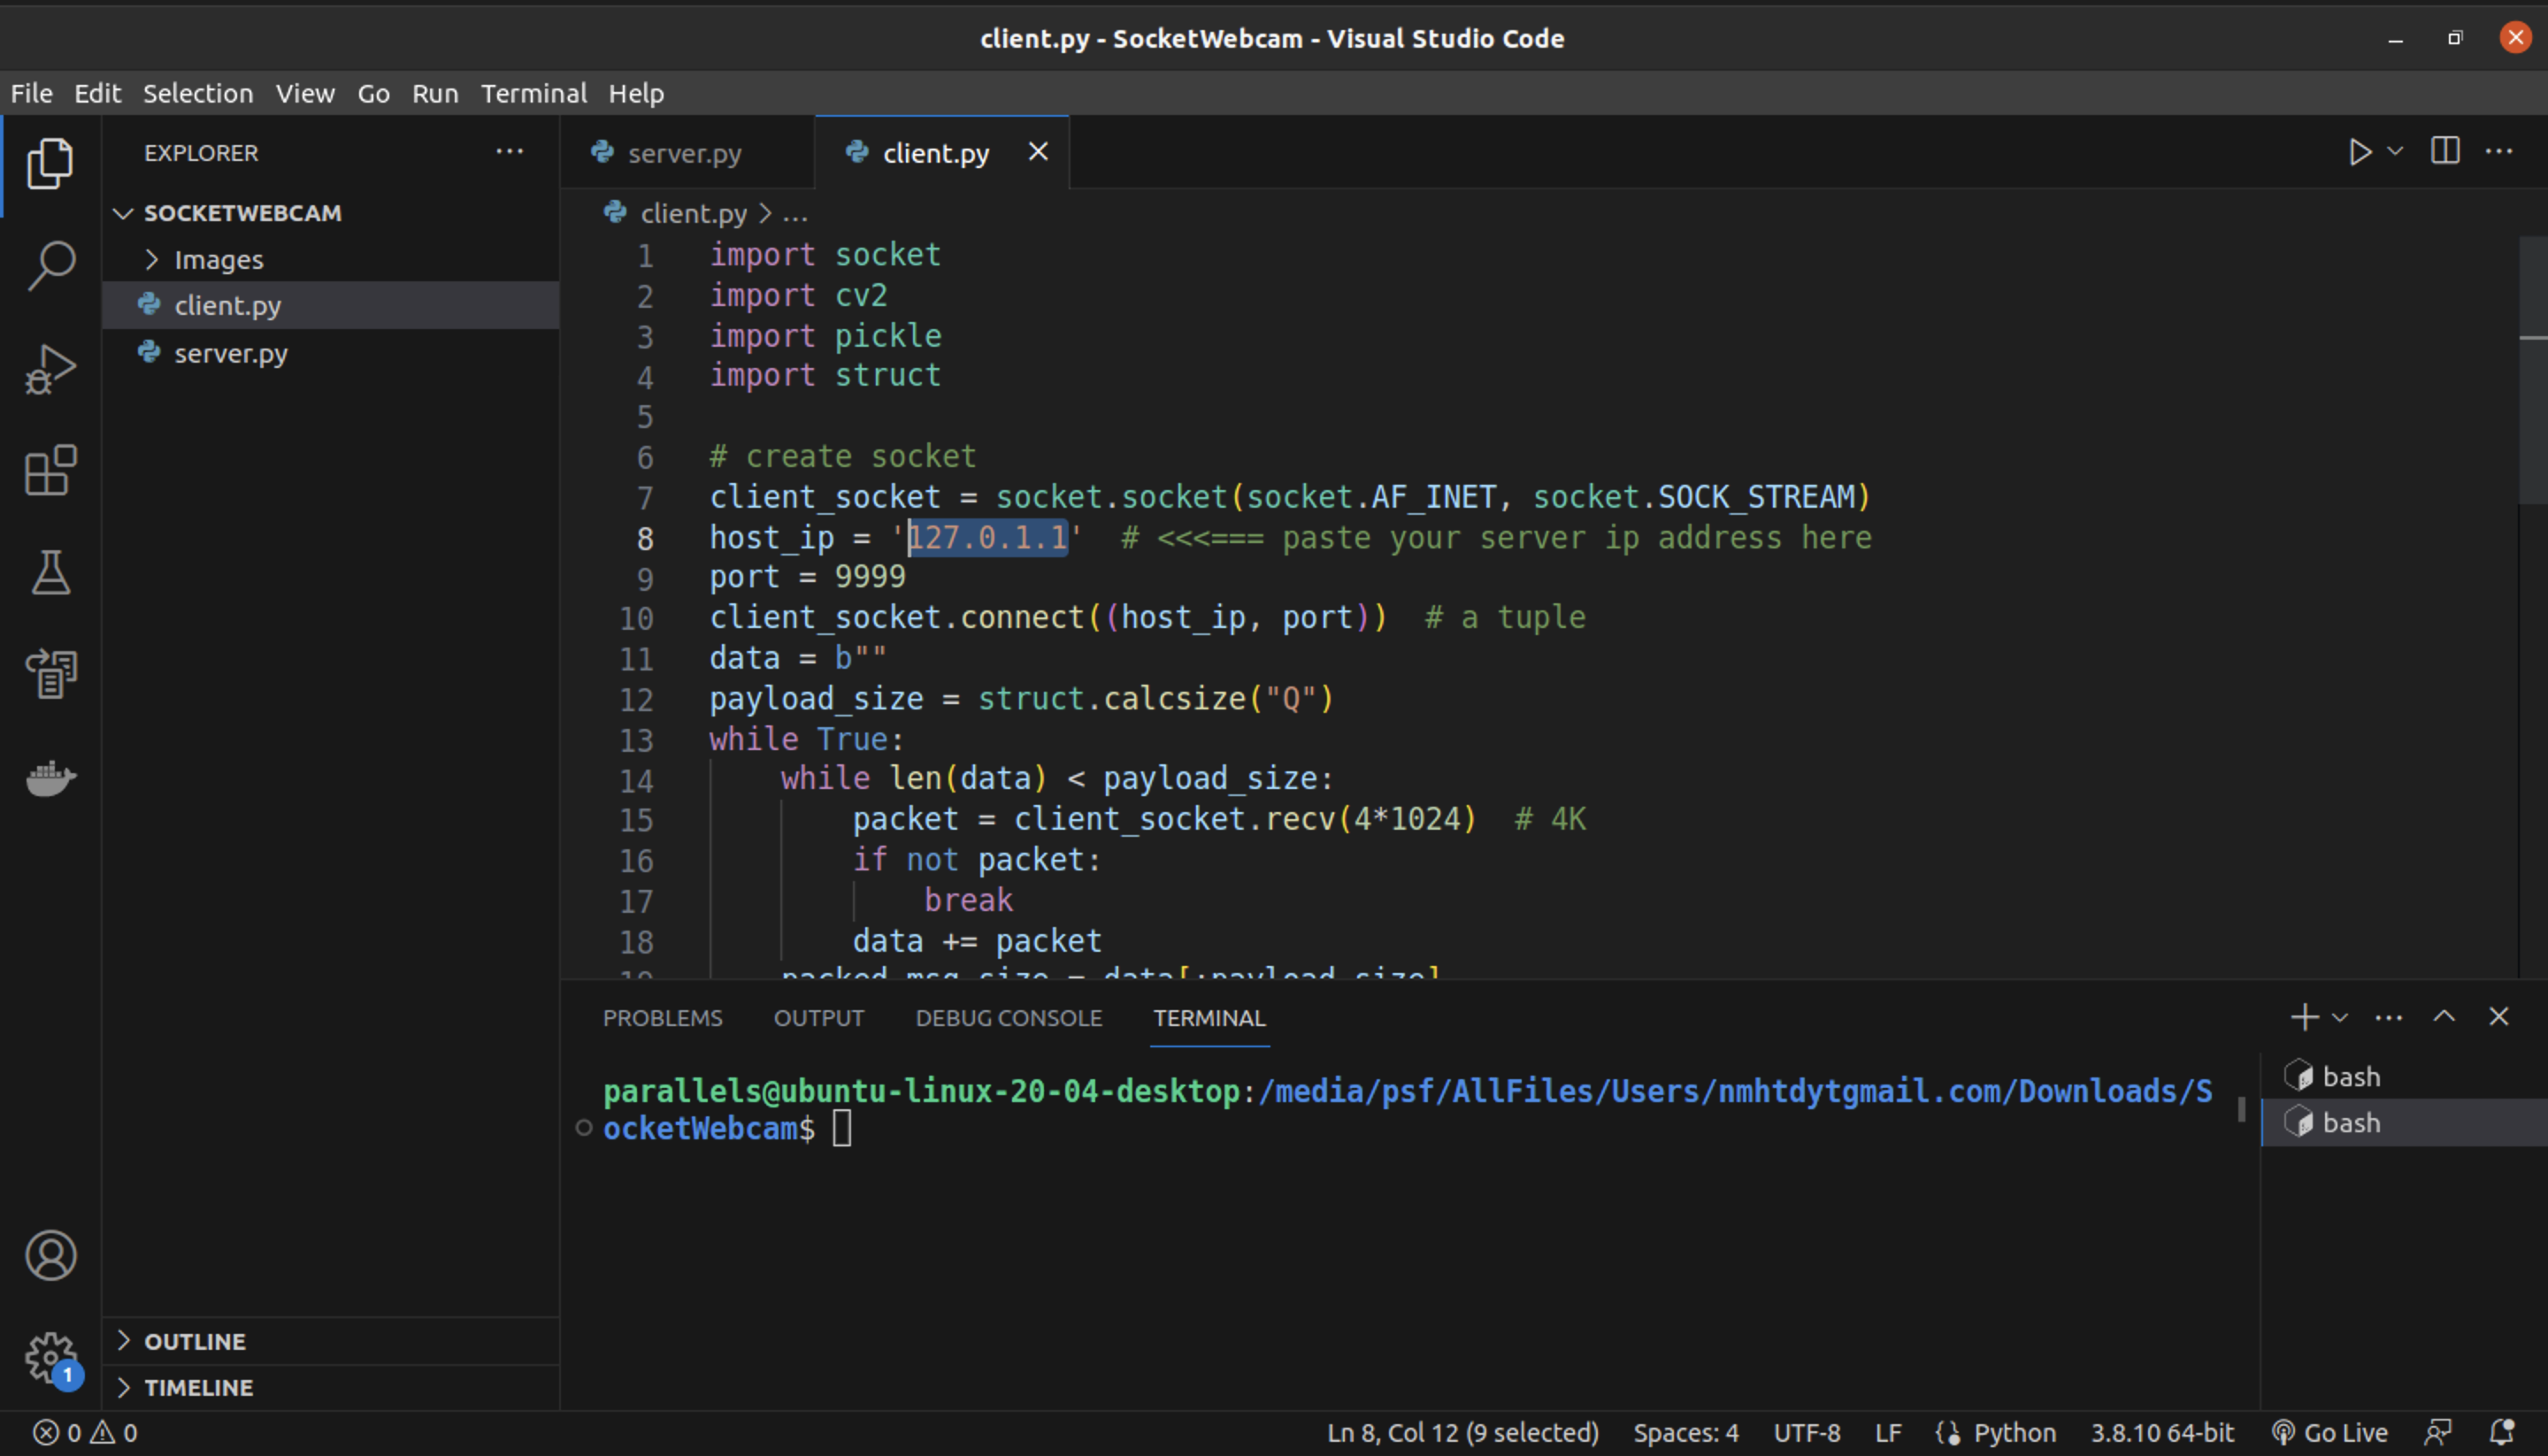 client.py - SocketWebcam - Visual Studio Code
File Edit Selection View Go Run Terminal Help
EXPLORER
SOCKETWEBCAM
Images
client.py
server.py
OUTLINE
TIMELINE
server.py
client.py
client.py > ...
1 import socket
2 import cv2
3 import pickle
4 import struct
5
6 # create socket
7 client_socket = socket.socket(socket.AF_INET, socket.SOCK_STREAM)
8 host_ip = '127.0.1.1'  # <<<=== paste your server ip address here
9 port = 9999
10 client_socket.connect((host_ip, port))  # a tuple
11 data = b""
12 payload_size = struct.calcsize("Q")
13 while True:
14     while len(data) < payload_size:
15         packet = client_socket.recv(4*1024)  # 4K
16         if not packet:
17             break
18         data += packet
19     packed_msg_size = data[:payload_size]
PROBLEMS OUTPUT DEBUG CONSOLE TERMINAL
parallels@ubuntu-linux-20-04-desktop:/media/psf/AllFiles/Users/nmhtdytgmail.com/Downloads/S
ocketWebcam$
bash
bash
1
0 0
Ln 8, Col 12 (9 selected) Spaces: 4 UTF-8 LF Python 3.8.10 64-bit Go Live